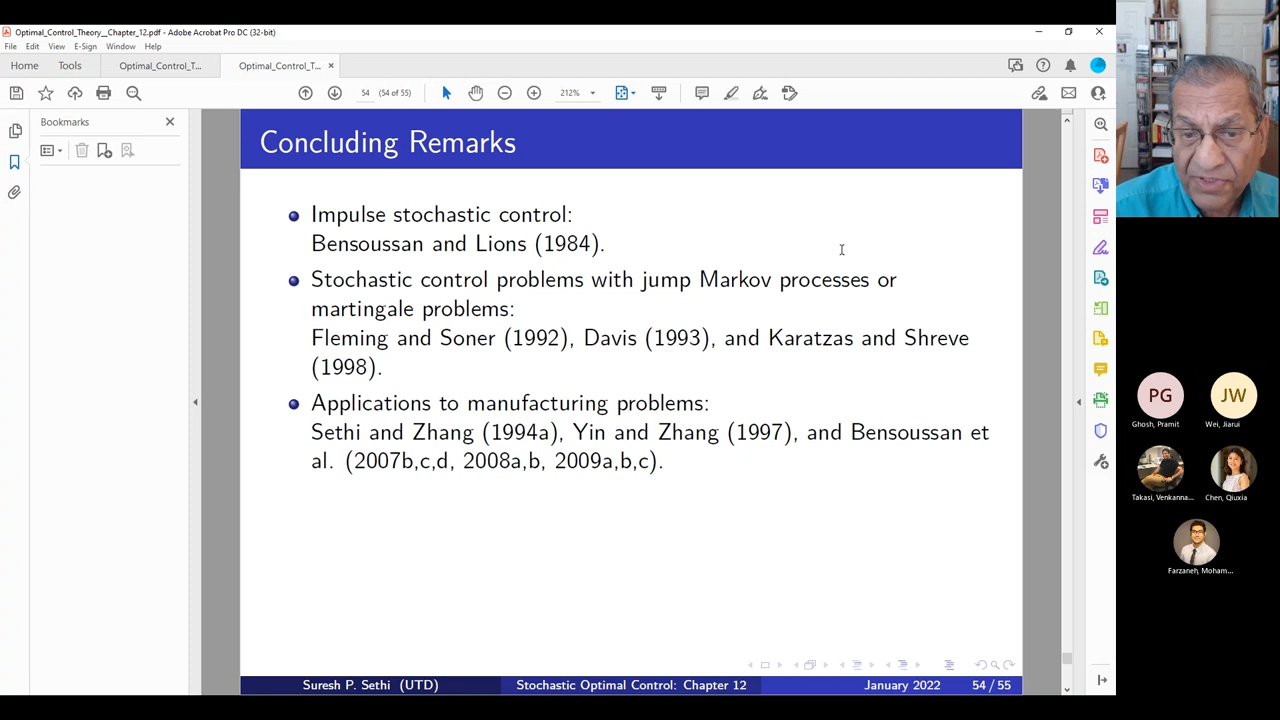 Optimal_Control_Theory__Chapter_12.pdf - Adobe Acrobat Pro DC (32-bit)
File Edit View E-Sign Window Help
Home Tools Optimal_Control_T... Optimal_Control_T... ×
54 (54 of 55) 212%
Bookmarks
Concluding Remarks
Impulse stochastic control:
Bensoussan and Lions (1984).
Stochastic control problems with jump Markov processes or
martingale problems:
Fleming and Soner (1992), Davis (1993), and Karatzas and Shreve
(1998).
Applications to manufacturing problems:
Sethi and Zhang (1994a), Yin and Zhang (1997), and Bensoussan et
al. (2007b,c,d, 2008a,b, 2009a,b,c).
Suresh P. Sethi (UTD) Stochastic Optimal Control: Chapter 12 January 2022 54 / 55
PG JW
Ghosh, Pramit Wei, Jiarui
Takasi, Venkanna... Chen, Qiuxia
Farzaneh, Moham...